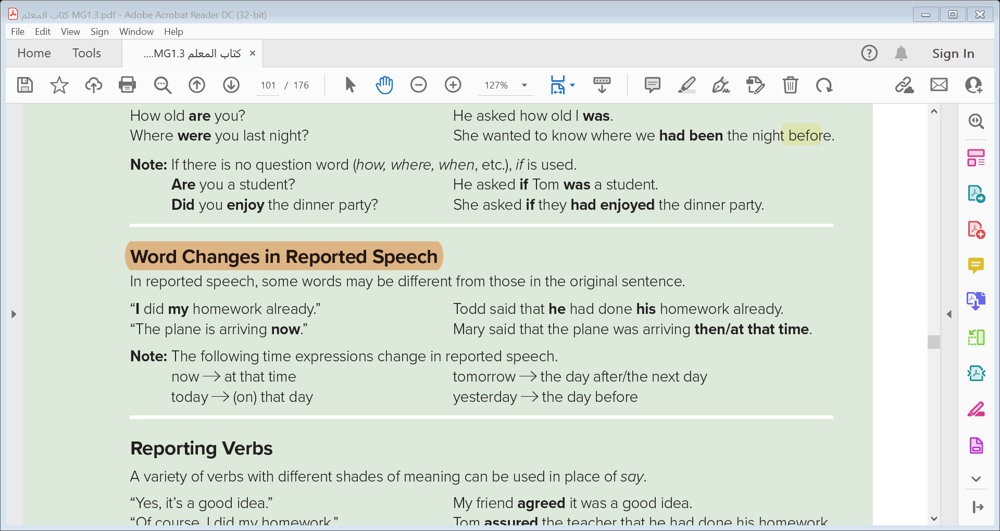 كتاب المعلم MG1.3.pdf - Adobe Acrobat Reader DC (32-bit)
File Edit View Sign Window Help
Home Tools كتاب المعلم MG1.3.... × Sign In
101 / 176 127%
How old are you? He asked how old I was.
Where were you last night? She wanted to know where we had been the night before.
Note: If there is no question word (how, where, when, etc.), if is used.
Are you a student? He asked if Tom was a student.
Did you enjoy the dinner party? She asked if they had enjoyed the dinner party.
Word Changes in Reported Speech
In reported speech, some words may be different from those in the original sentence.
“I did my homework already.” Todd said that he had done his homework already.
“The plane is arriving now.” Mary said that the plane was arriving then/at that time.
Note: The following time expressions change in reported speech.
now → at that time tomorrow → the day after/the next day
today → (on) that day yesterday → the day before
Reporting Verbs
A variety of verbs with different shades of meaning can be used in place of say.
“Yes, it’s a good idea.” My friend agreed it was a good idea.
“Of course, I did my homework.” Tom assured the teacher that he had done his homework